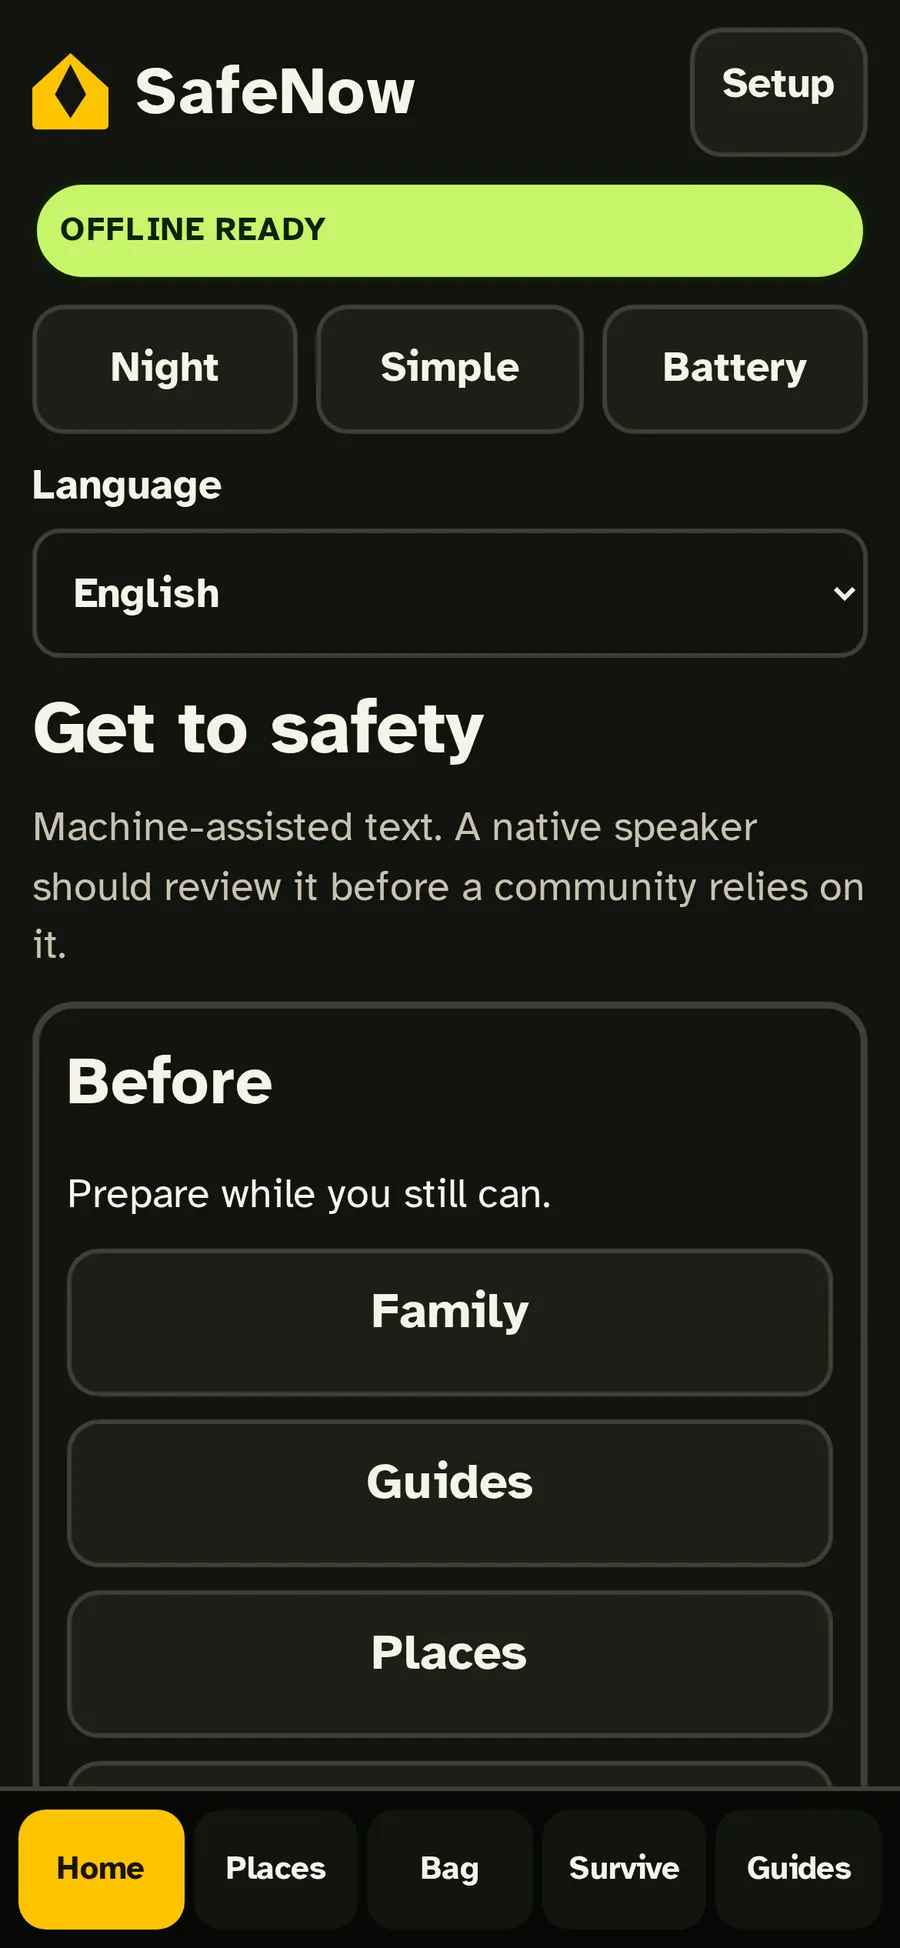 SafeNow
Setup
OFFLINE READY
Night
Simple
Battery
Language
English
Get to safety
Machine-assisted text. A native speaker
should review it before a community relies on
it.
Before
Prepare while you still can.
Family
Guides
Places
Home
Places
Bag
Survive
Guides